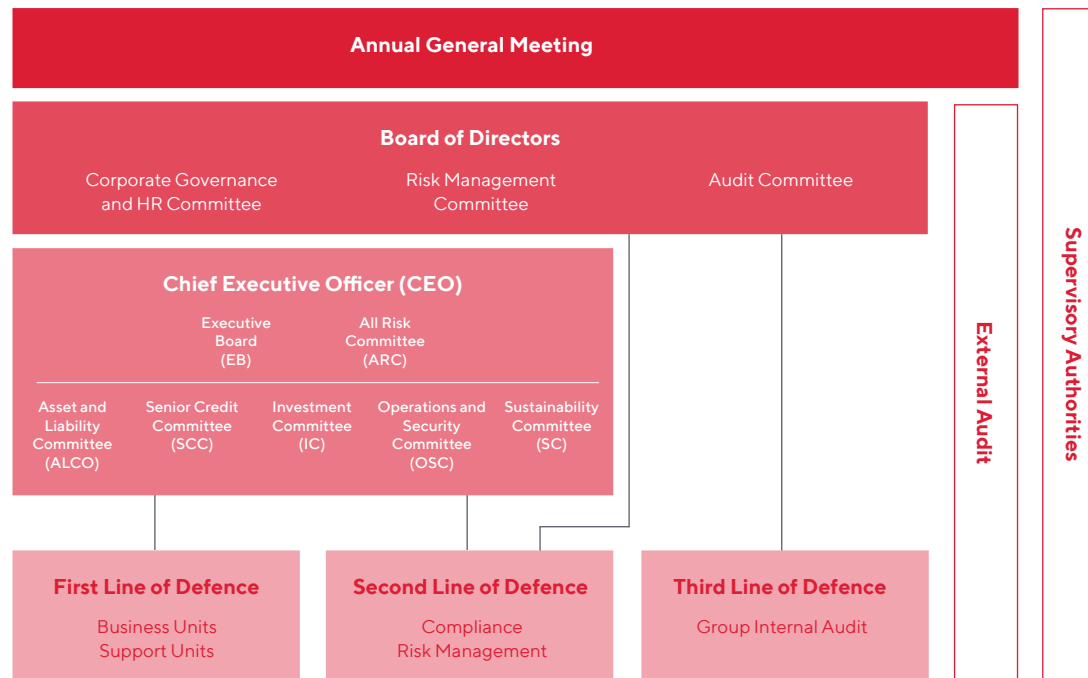 Annual General Meeting
Board of Directors
Corporate Governance
and HR Committee
Risk Management
Committee
Audit Committee
Chief Executive Officer (CEO)
Executive
Board
(EB)
All Risk
Committee
(ARC)
Asset and
Liability
Committee
(ALCO)
Senior Credit
Committee
(SCC)
Investment
Committee
(IC)
Operations and
Security
Committee
(OSC)
Sustainability
Committee
(SC)
First Line of Defence
Business Units
Support Units
Second Line of Defence
Compliance
Risk Management
Third Line of Defence
Group Internal Audit
External Audit
Supervisory Authorities